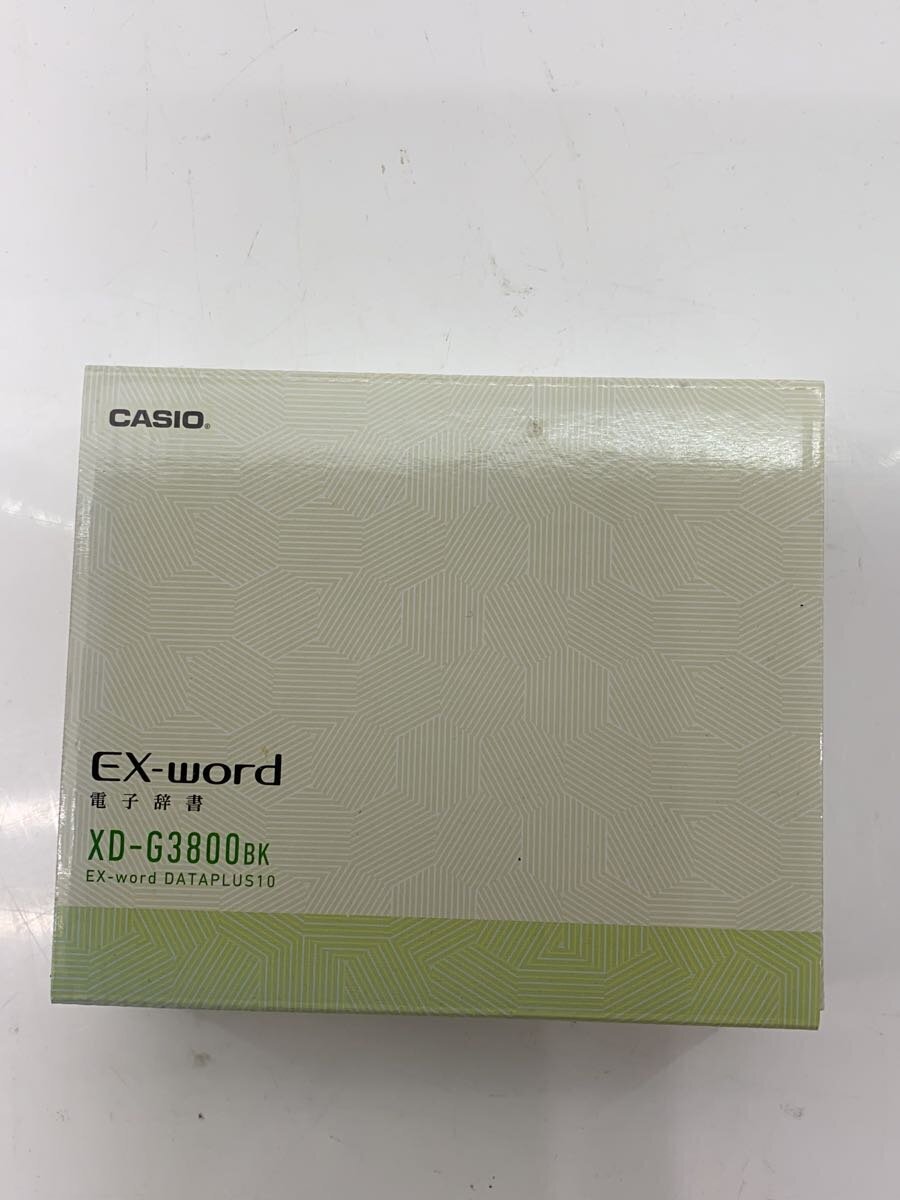 CASIO®
EX-word
電子辞書
XD-G3800BK
EX-word DATAPLUS10